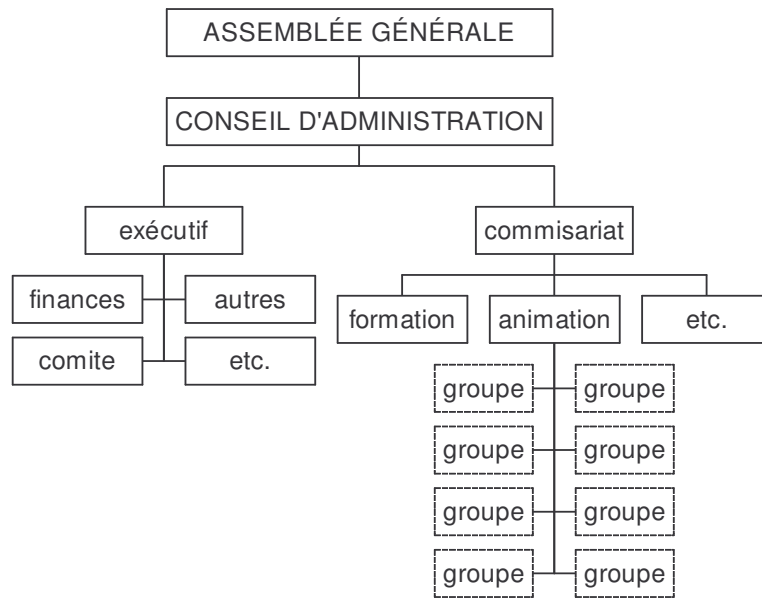 ASSEMBLÉE GÉNÉRALE
CONSEIL D'ADMINISTRATION
exécutif
commisariat
finances
autres
comite
etc.
formation
animation
etc.
groupe
groupe
groupe
groupe
groupe
groupe
groupe
groupe